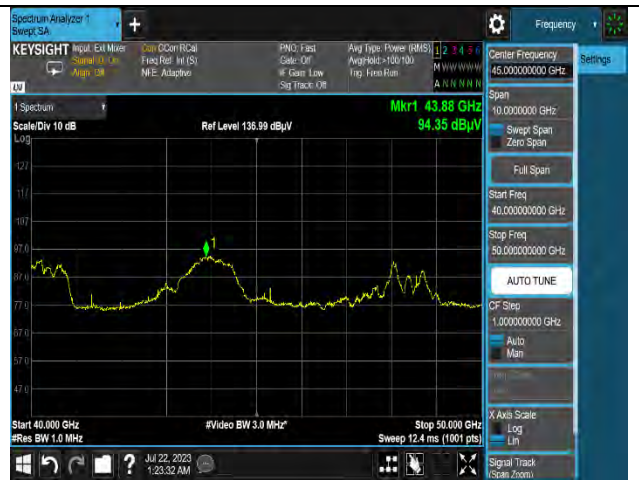 Spectrum Analyzer 1
Swept SA
+
Frequency
KEYSIGHT
Input: Ext Mixer
Signal ID: On
Align: Off
Corr CCorr RCal
Freq Ref: Int (S)
NFE: Adaptive
PNO: Fast
Gate: Off
IF Gain: Low
Sig Track: Off
Avg Type: Power (RMS)
Avg|Hold:>100/100
Trig: Free Run
1 2 3 4 5 6
M W W W W W
A N N N N N
1 Spectrum
Scale/Div 10 dB
Log
Ref Level 136.99 dBµV
Mkr1 43.88 GHz
94.35 dBµV
127
117
107
97.0
87.0
77.0
67.0
57.0
47.0
1
Start 40.000 GHz
#Res BW 1.0 MHz
#Video BW 3.0 MHz*
Stop 50.000 GHz
Sweep 12.4 ms (1001 pts)
?
Jul 22, 2023
1:23:32 AM
Center Frequency
45.000000000 GHz
Settings
Span
10.0000000 GHz
Swept Span
Zero Span
Full Span
Start Freq
40.000000000 GHz
Stop Freq
50.000000000 GHz
AUTO TUNE
CF Step
1.000000000 GHz
Auto
Man
X Axis Scale
Log
Lin
Signal Track
(Span Zoom)